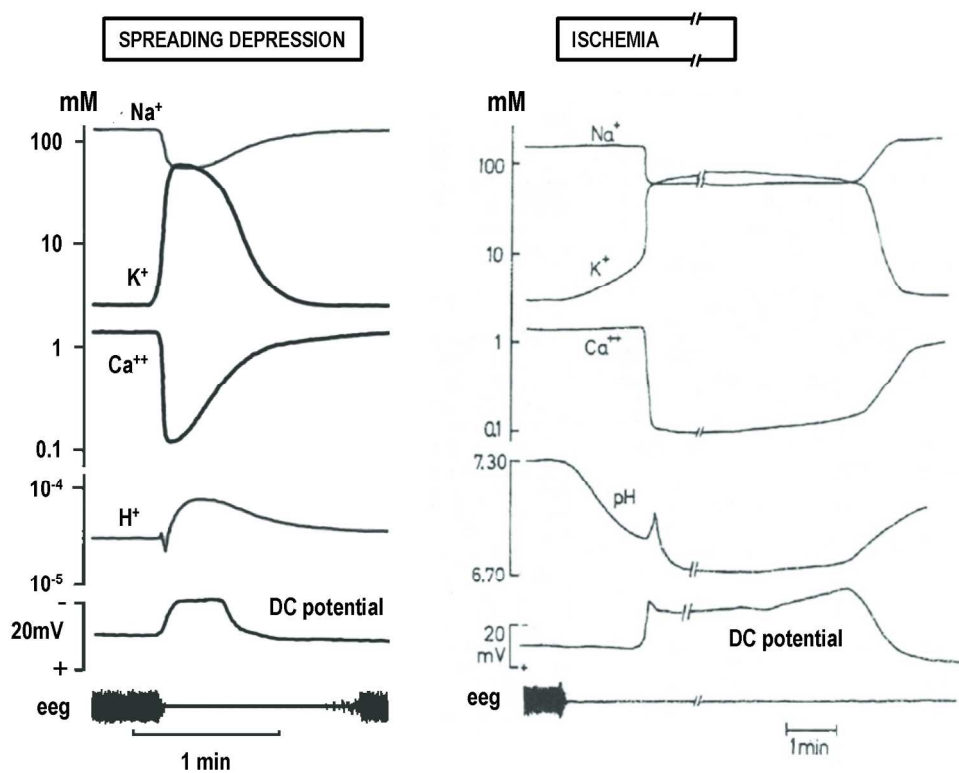 SPREADING DEPRESSION
mM
Na⁺
100
10
K⁺
1
Ca⁺⁺
0.1
10⁻⁴
H⁺
10⁻⁵
-
DC potential
20mV
+
eeg
1 min
ISCHEMIA
mM
Na⁺
100
10
K⁺
1
Ca⁺⁺
0.1
7.30
pH
6.70
-
20
mV
+
DC potential
eeg
1min